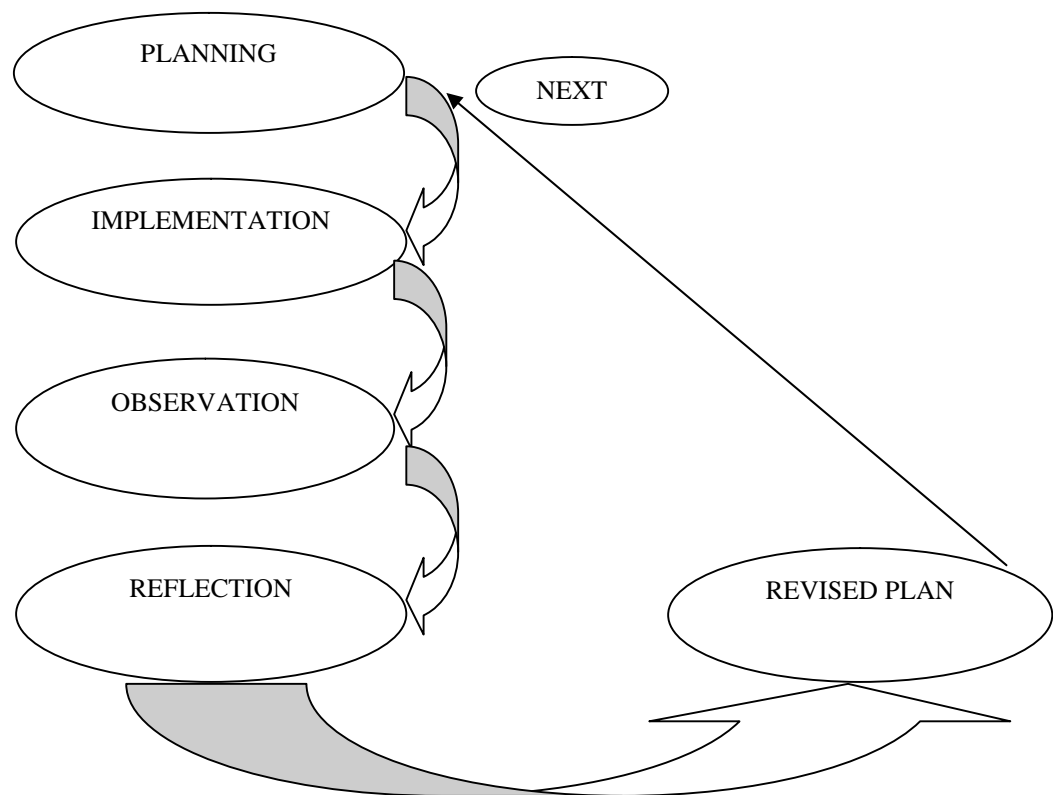 PLANNING
NEXT
IMPLEMENTATION
OBSERVATION
REFLECTION
REVISED PLAN